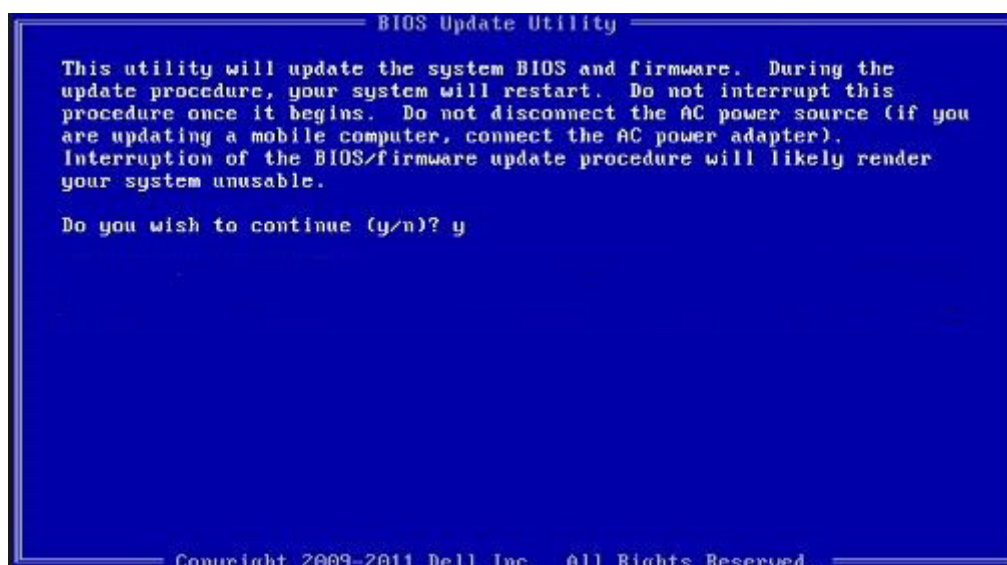 BIOS Update Utility
This utility will update the system BIOS and firmware. During the
update procedure, your system will restart. Do not interrupt this
procedure once it begins. Do not disconnect the AC power source (if you
are updating a mobile computer, connect the AC power adapter).
Interruption of the BIOS/firmware update procedure will likely render
your system unusable.
Do you wish to continue (y/n)? y
Copyright 2009-2011 Dell Inc. All Rights Reserved.